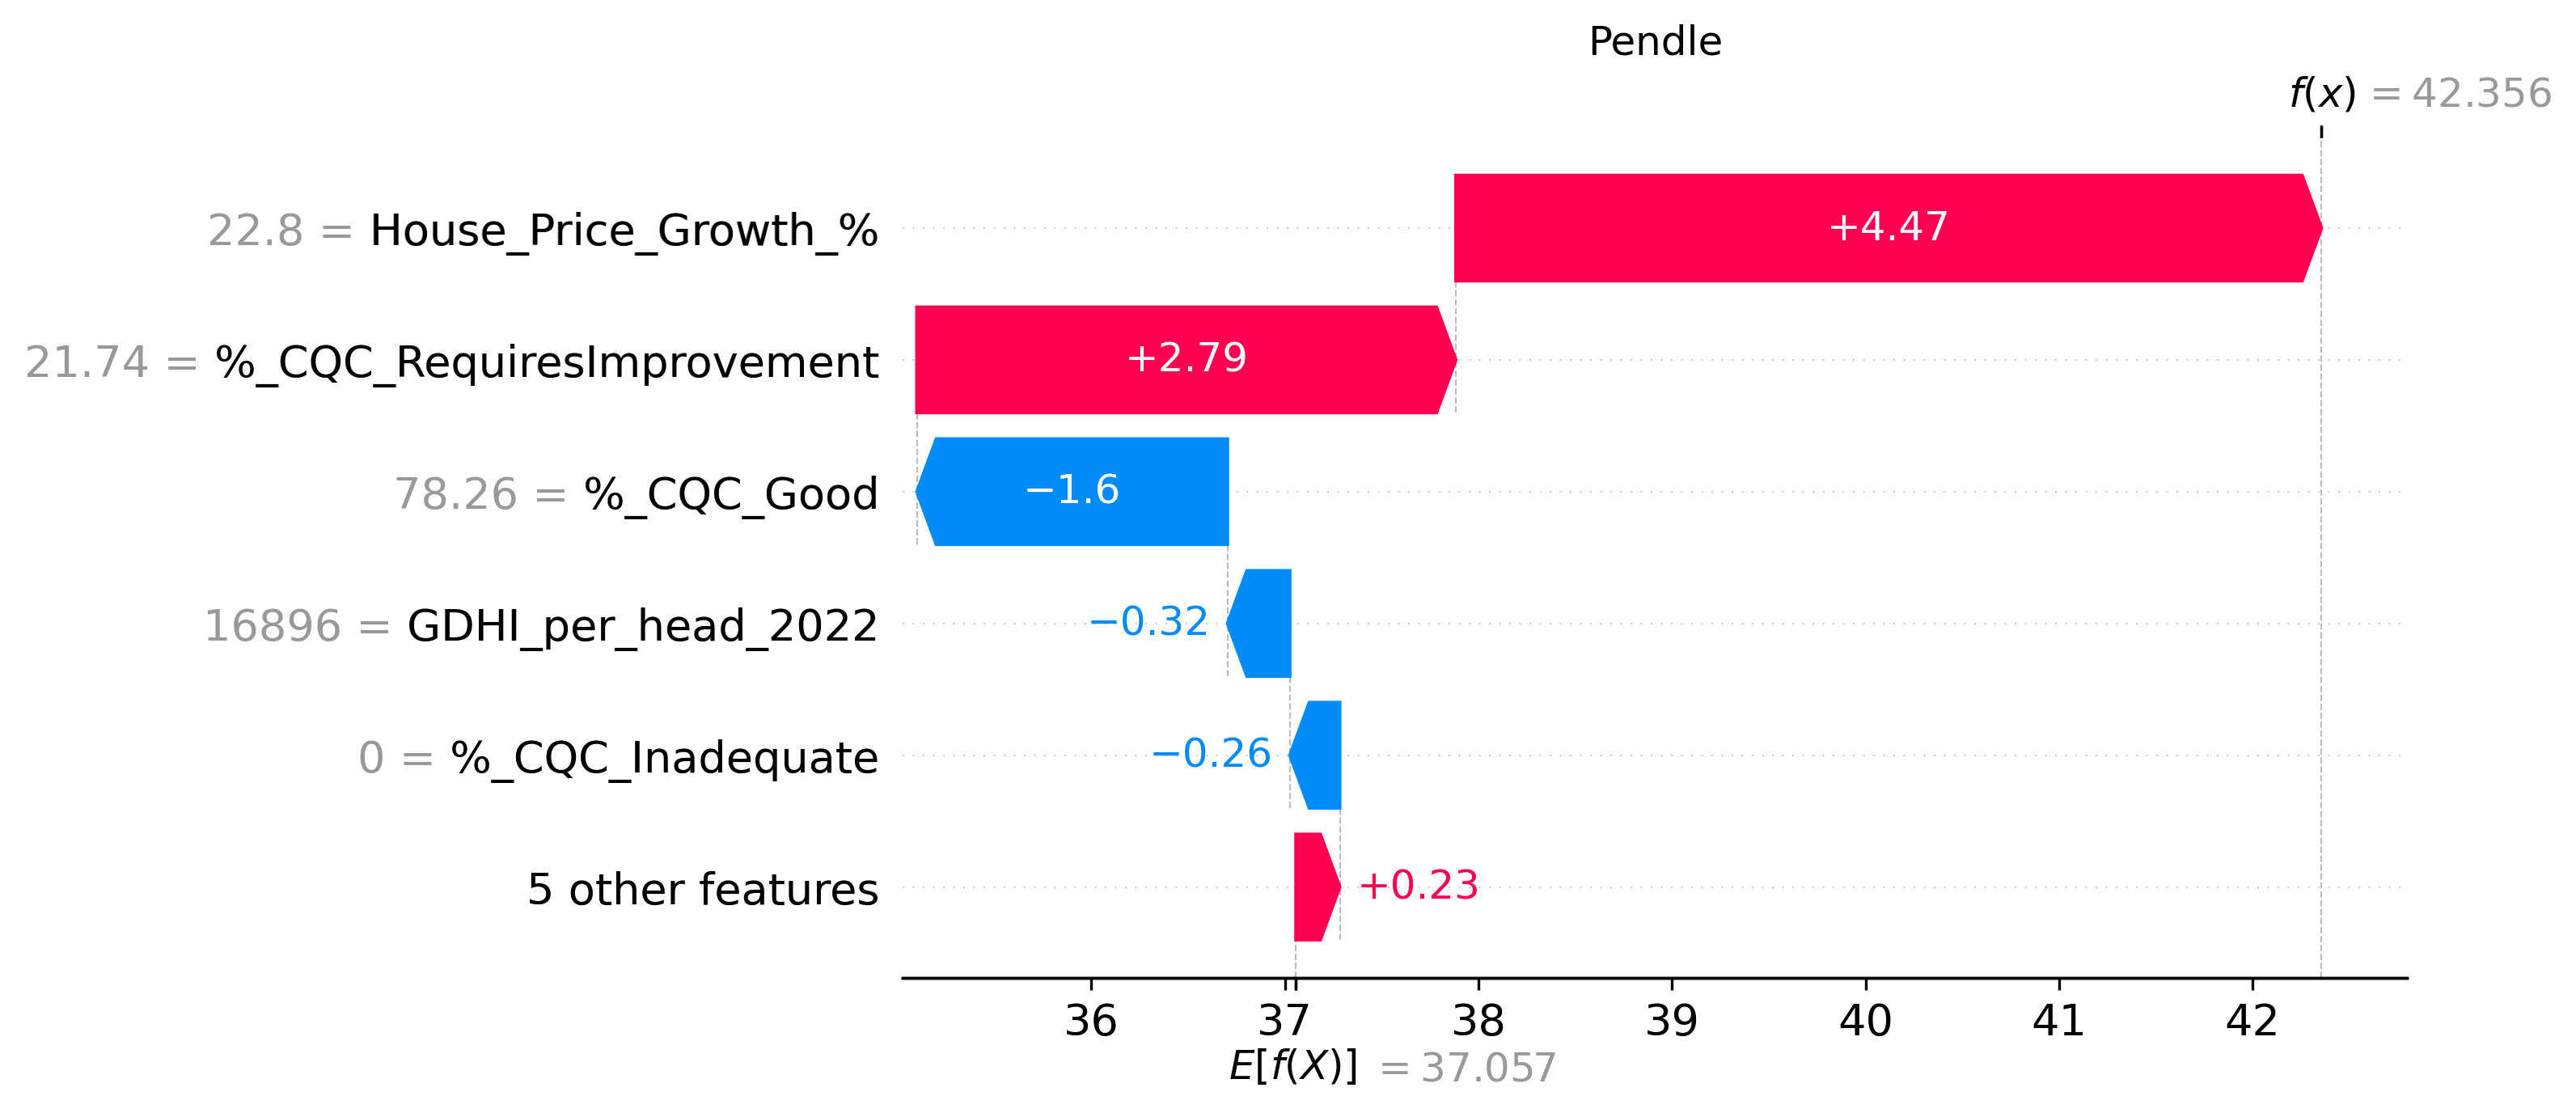 Pendle
f(x) = 42.356
22.8 = House_Price_Growth_%
+4.47
21.74 = %_CQC_RequiresImprovement
+2.79
78.26 = %_CQC_Good
−1.6
16896 = GDHI_per_head_2022
−0.32
0 = %_CQC_Inadequate
−0.26
5 other features
+0.23
36 37 38 39 40 41 42
E[f(X)] = 37.057